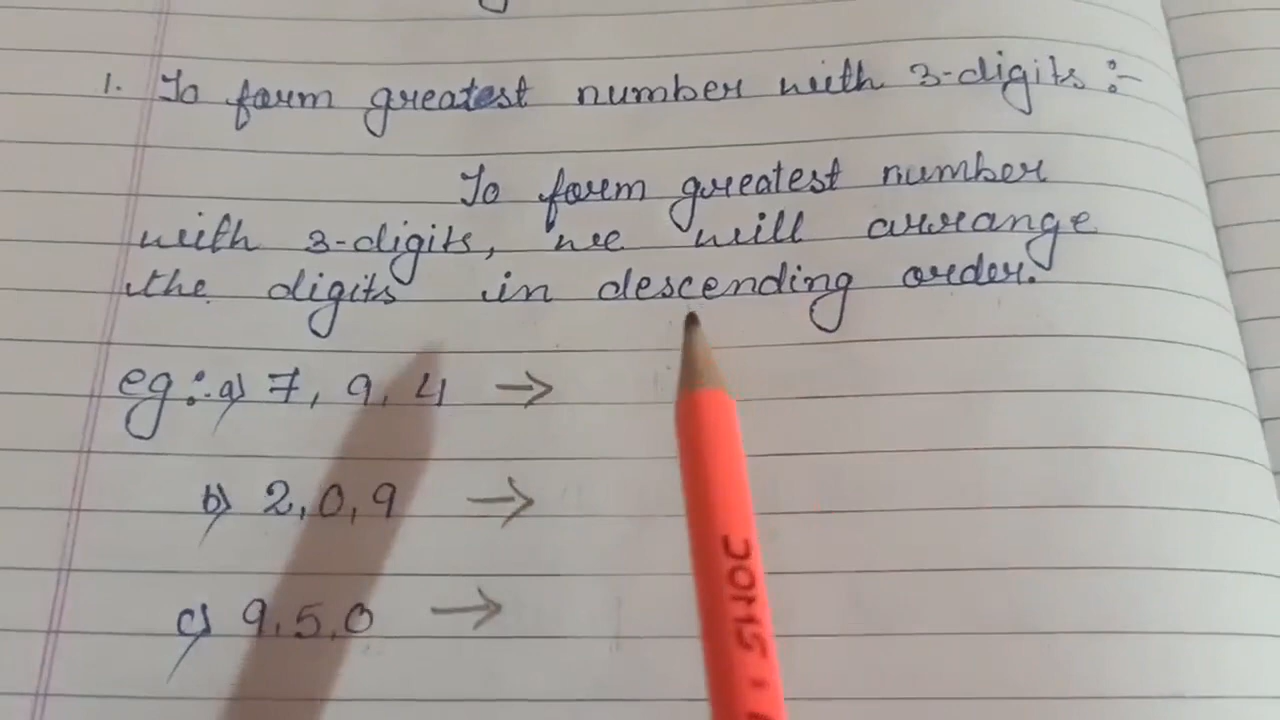 1. To form greatest number with 3-digits :-
To form greatest number
with 3-digits, we will arrange
the digits in descending order.
eg:- a) 7, 9, 4 →
b) 2, 0, 9 →
c) 9, 5, 0 →
SHOL